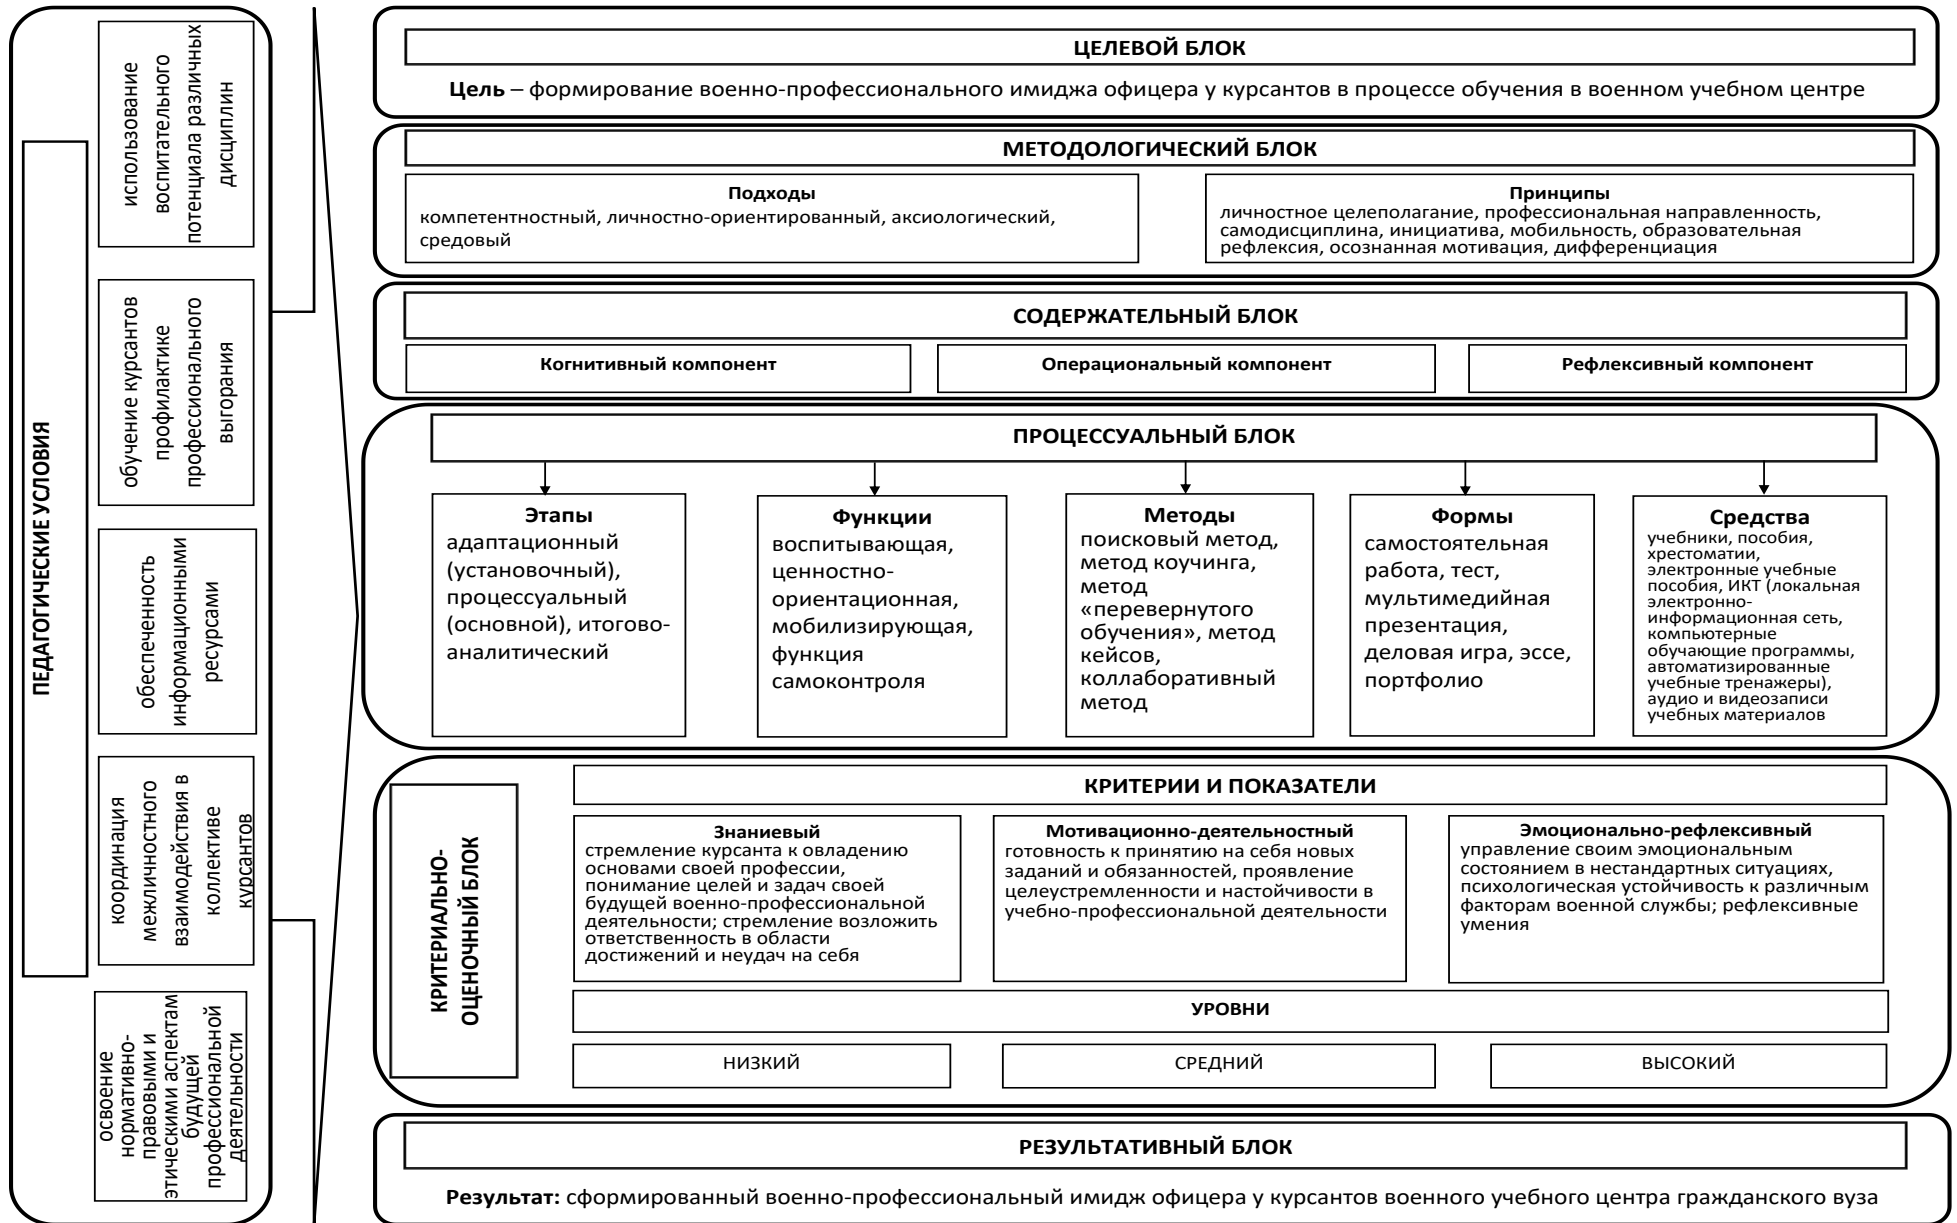 ПЕДАГОГИЧЕСКИЕ УСЛОВИЯ
использование
воспитательного
потенциала различных
дисциплин
обучение курсантов
профилактике
профессионального
выгорания
обеспеченность
информационными
ресурсами
координация
межличностного
взаимодействия в
коллективе
курсантов
освоение
нормативно-
правовыми и
этическими аспектам
будущей
профессиональной
деятельности
ЦЕЛЕВОЙ БЛОК
Цель – формирование военно-профессионального имиджа офицера у курсантов в процессе обучения в военном учебном центре
МЕТОДОЛОГИЧЕСКИЙ БЛОК
Подходы
компетентностный, личностно-ориентированный, аксиологический,
средовый
Принципы
личностное целеполагание, профессиональная направленность,
самодисциплина, инициатива, мобильность, образовательная
рефлексия, осознанная мотивация, дифференциация
СОДЕРЖАТЕЛЬНЫЙ БЛОК
Когнитивный компонент
Операциональный компонент
Рефлексивный компонент
ПРОЦЕССУАЛЬНЫЙ БЛОК
Этапы
адаптационный
(установочный),
процессуальный
(основной), итогово-
аналитический
Функции
воспитывающая,
ценностно-
ориентационная,
мобилизирующая,
функция
самоконтроля
Методы
поисковый метод,
метод коучинга,
метод
«перевернутого
обучения», метод
кейсов,
коллаборативный
метод
Формы
самостоятельная
работа, тест,
мультимедийная
презентация,
деловая игра, эссе,
портфолио
Средства
учебники, пособия,
хрестоматии,
электронные учебные
пособия, ИКТ (локальная
электронно-
информационная сеть,
компьютерные
обучающие программы,
автоматизированные
учебные тренажеры),
аудио и видеозаписи
учебных материалов
КРИТЕРИАЛЬНО-
ОЦЕНОЧНЫЙ БЛОК
КРИТЕРИИ И ПОКАЗАТЕЛИ
Знаниевый
стремление курсанта к овладению
основами своей профессии,
понимание целей и задач своей
будущей военно-профессиональной
деятельности; стремление возложить
ответственность в области
достижений и неудач на себя
Мотивационно-деятельностный
готовность к принятию на себя новых
заданий и обязанностей, проявление
целеустремленности и настойчивости в
учебно-профессиональной деятельности
Эмоционально-рефлексивный
управление своим эмоциональным
состоянием в нестандартных ситуациях,
психологическая устойчивость к различным
факторам военной службы; рефлексивные
умения
УРОВНИ
НИЗКИЙ
СРЕДНИЙ
ВЫСОКИЙ
РЕЗУЛЬТАТИВНЫЙ БЛОК
Результат: сформированный военно-профессиональный имидж офицера у курсантов военного учебного центра гражданского вуза